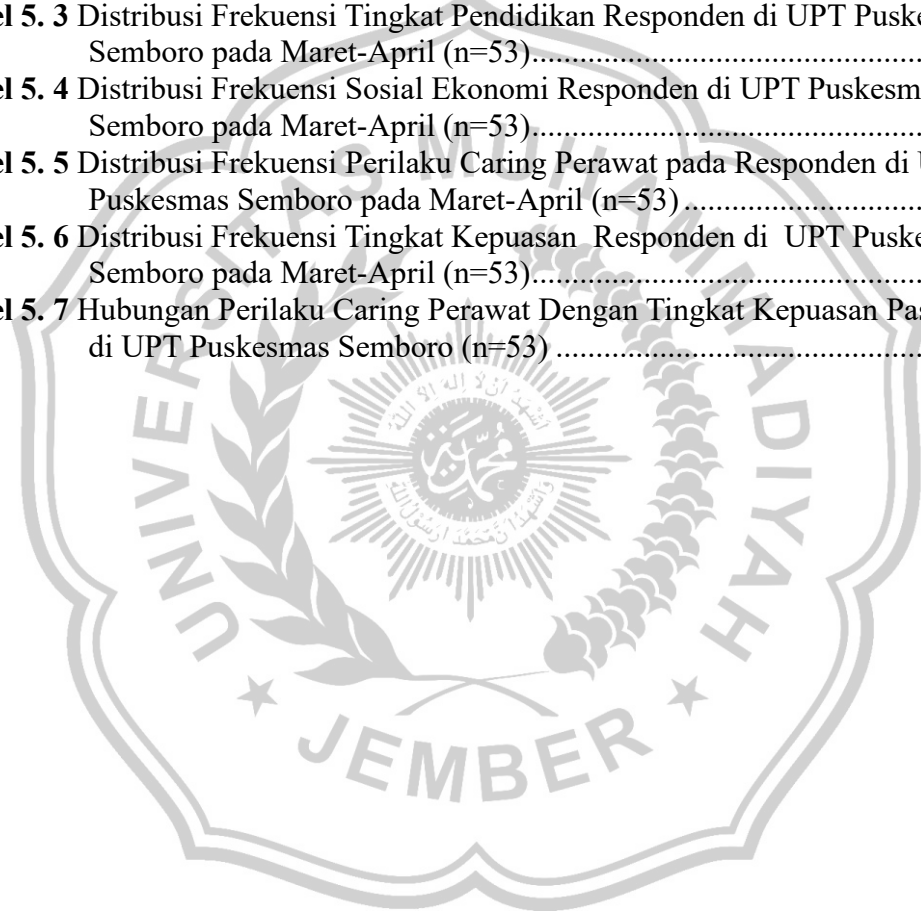 el 5. 3 Distribusi Frekuensi Tingkat Pendidikan Responden di UPT Puske
Semboro pada Maret-April (n=53)..................................................
el 5. 4 Distribusi Frekuensi Sosial Ekonomi Responden di UPT Puskesm
Semboro pada Maret-April (n=53)..................................................
el 5. 5 Distribusi Frekuensi Perilaku Caring Perawat pada Responden di U
Puskesmas Semboro pada Maret-April (n=53) ..............................
el 5. 6 Distribusi Frekuensi Tingkat Kepuasan  Responden di  UPT Puske
Semboro pada Maret-April (n=53)..................................................
el 5. 7 Hubungan Perilaku Caring Perawat Dengan Tingkat Kepuasan Pas
di UPT Puskesmas Semboro (n=53) ..............................................
UNIVERSITAS MUHAMMADIYAH
JEMBER